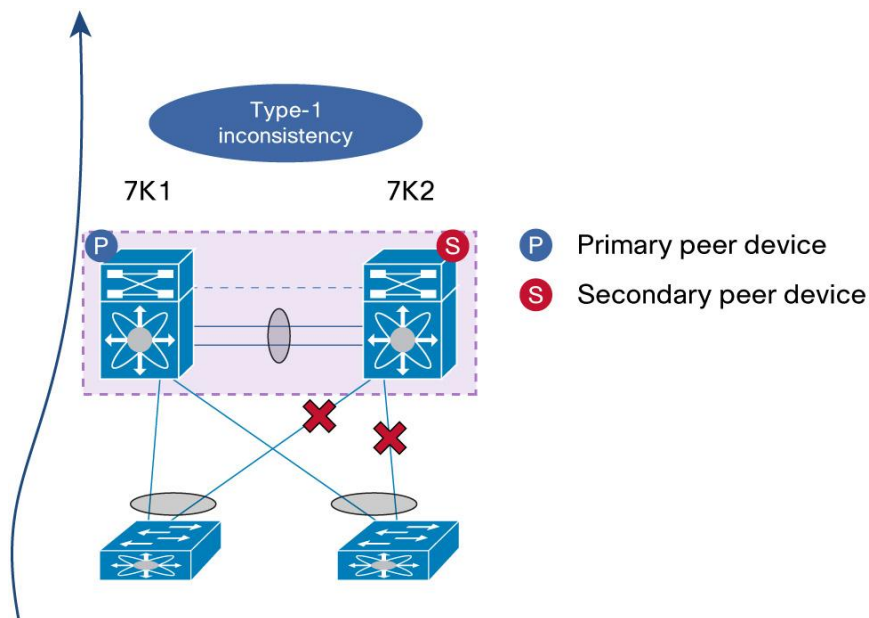 Type-1
inconsistency
7K1
7K2
P
S
P Primary peer device
S Secondary peer device